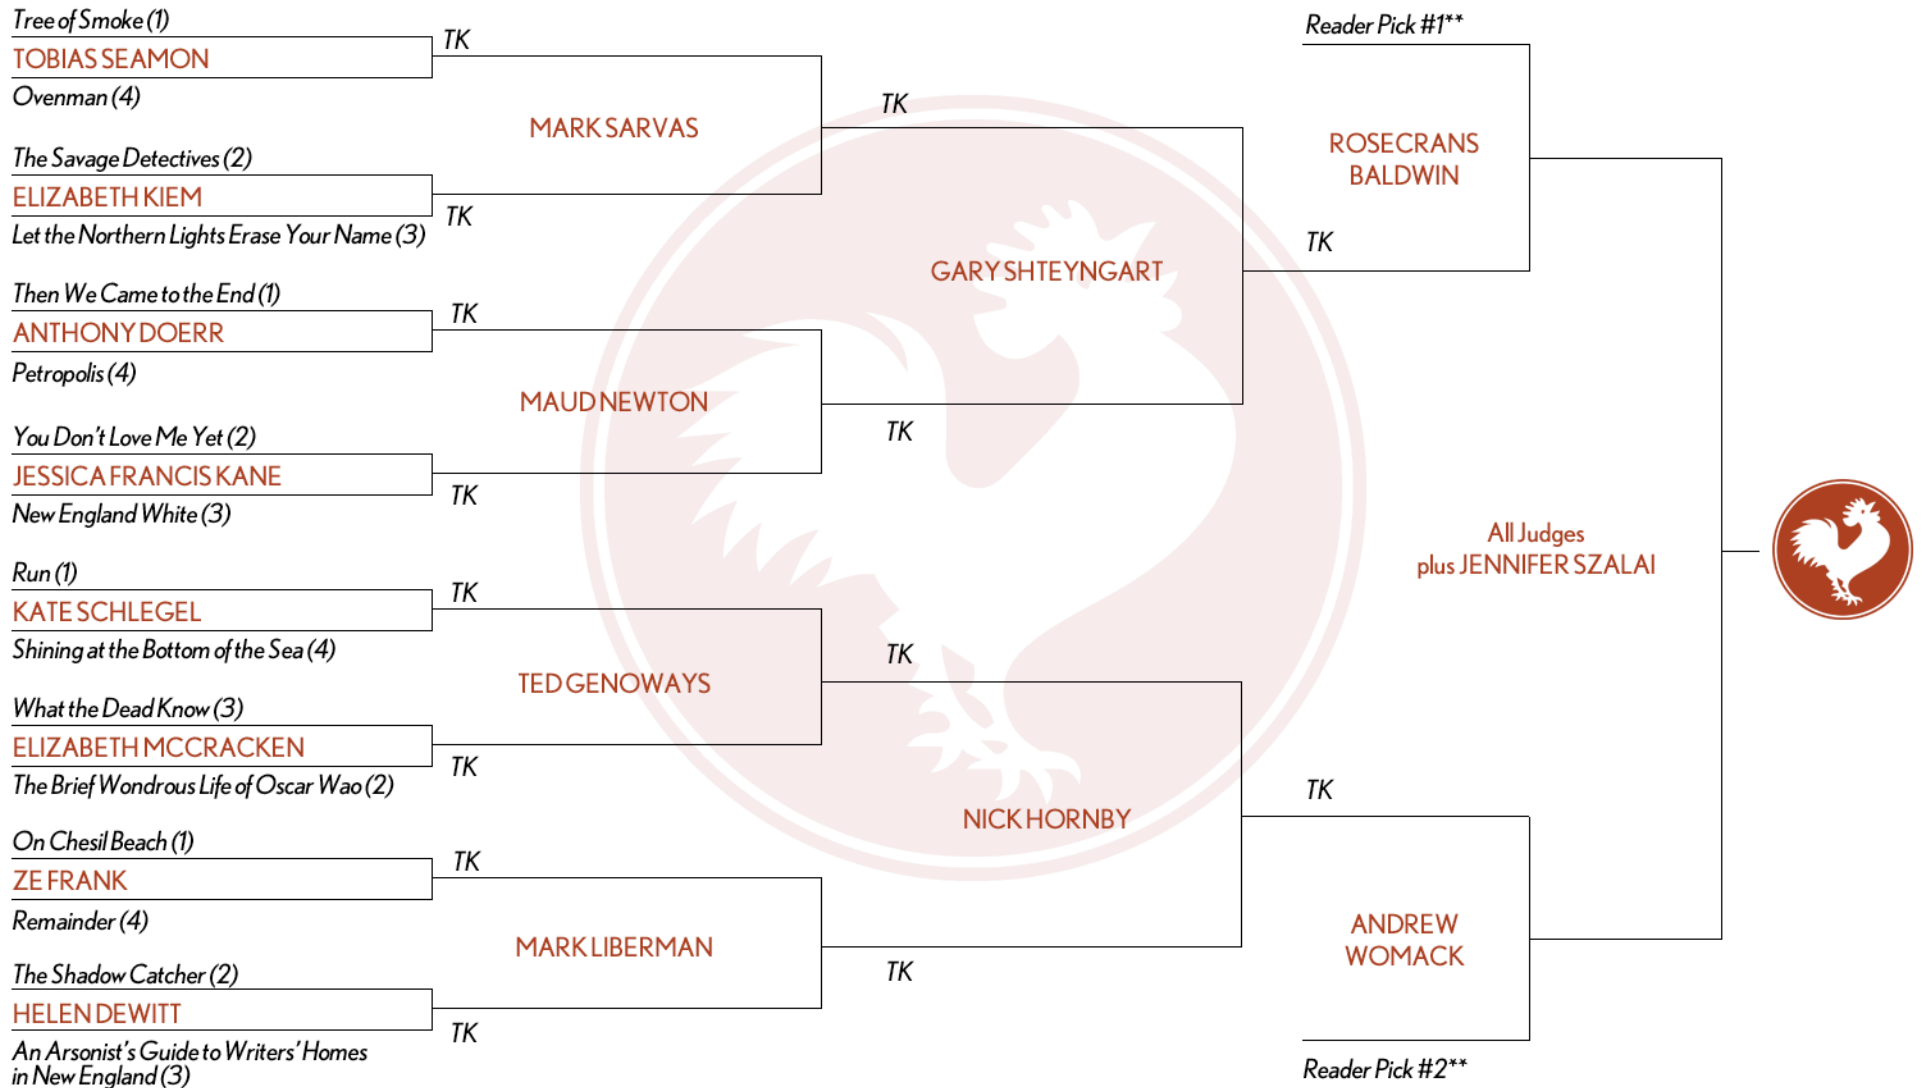 Tree of Smoke (1)
TOBIAS SEAMON
Ovenman (4)
TK
The Savage Detectives (2)
ELIZABETH KIEM
Let the Northern Lights Erase Your Name (3)
TK
MARK SARVAS
TK
Then We Came to the End (1)
ANTHONY DOERR
Petropolis (4)
TK
You Don't Love Me Yet (2)
JESSICA FRANCIS KANE
New England White (3)
TK
MAUD NEWTON
TK
GARY SHTEYNGART
Run (1)
KATE SCHLEGEL
Shining at the Bottom of the Sea (4)
TK
What the Dead Know (3)
ELIZABETH MCCRACKEN
The Brief Wondrous Life of Oscar Wao (2)
TK
TED GENOWAYS
TK
On Chesil Beach (1)
ZE FRANK
Remainder (4)
TK
The Shadow Catcher (2)
HELEN DEWITT
An Arsonist's Guide to Writers' Homes
in New England (3)
TK
MARK LIBERMAN
TK
NICK HORNBY
Reader Pick #1**
ROSECRANS
BALDWIN
TK
All Judges
plus JENNIFER SZALAI
TK
ANDREW
WOMACK
Reader Pick #2**